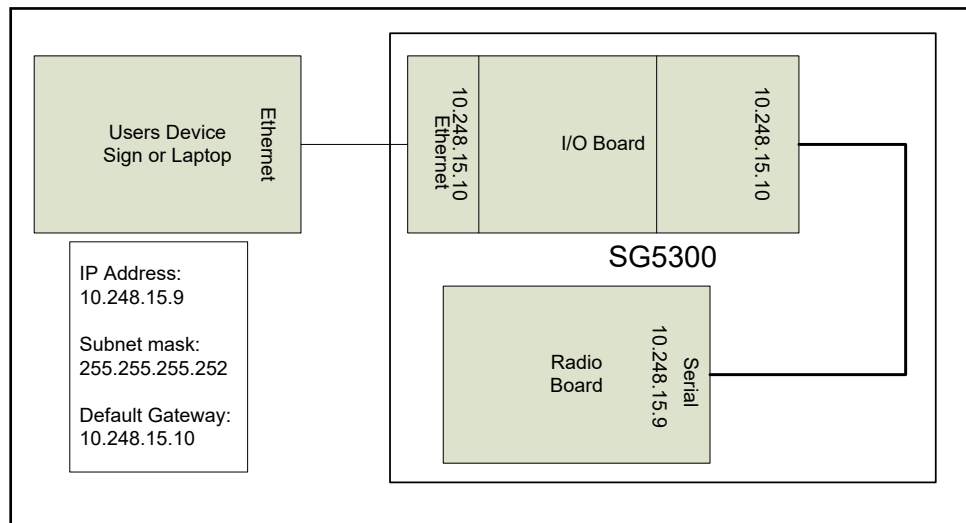 Users Device
Sign or Laptop
Ethernet
10.248.15.10
Ethernet
I/O Board
10.248.15.10
SG5300
IP Address:
10.248.15.9
Subnet mask:
255.255.255.252
Default Gateway:
10.248.15.10
Radio
Board
Serial
10.248.15.9